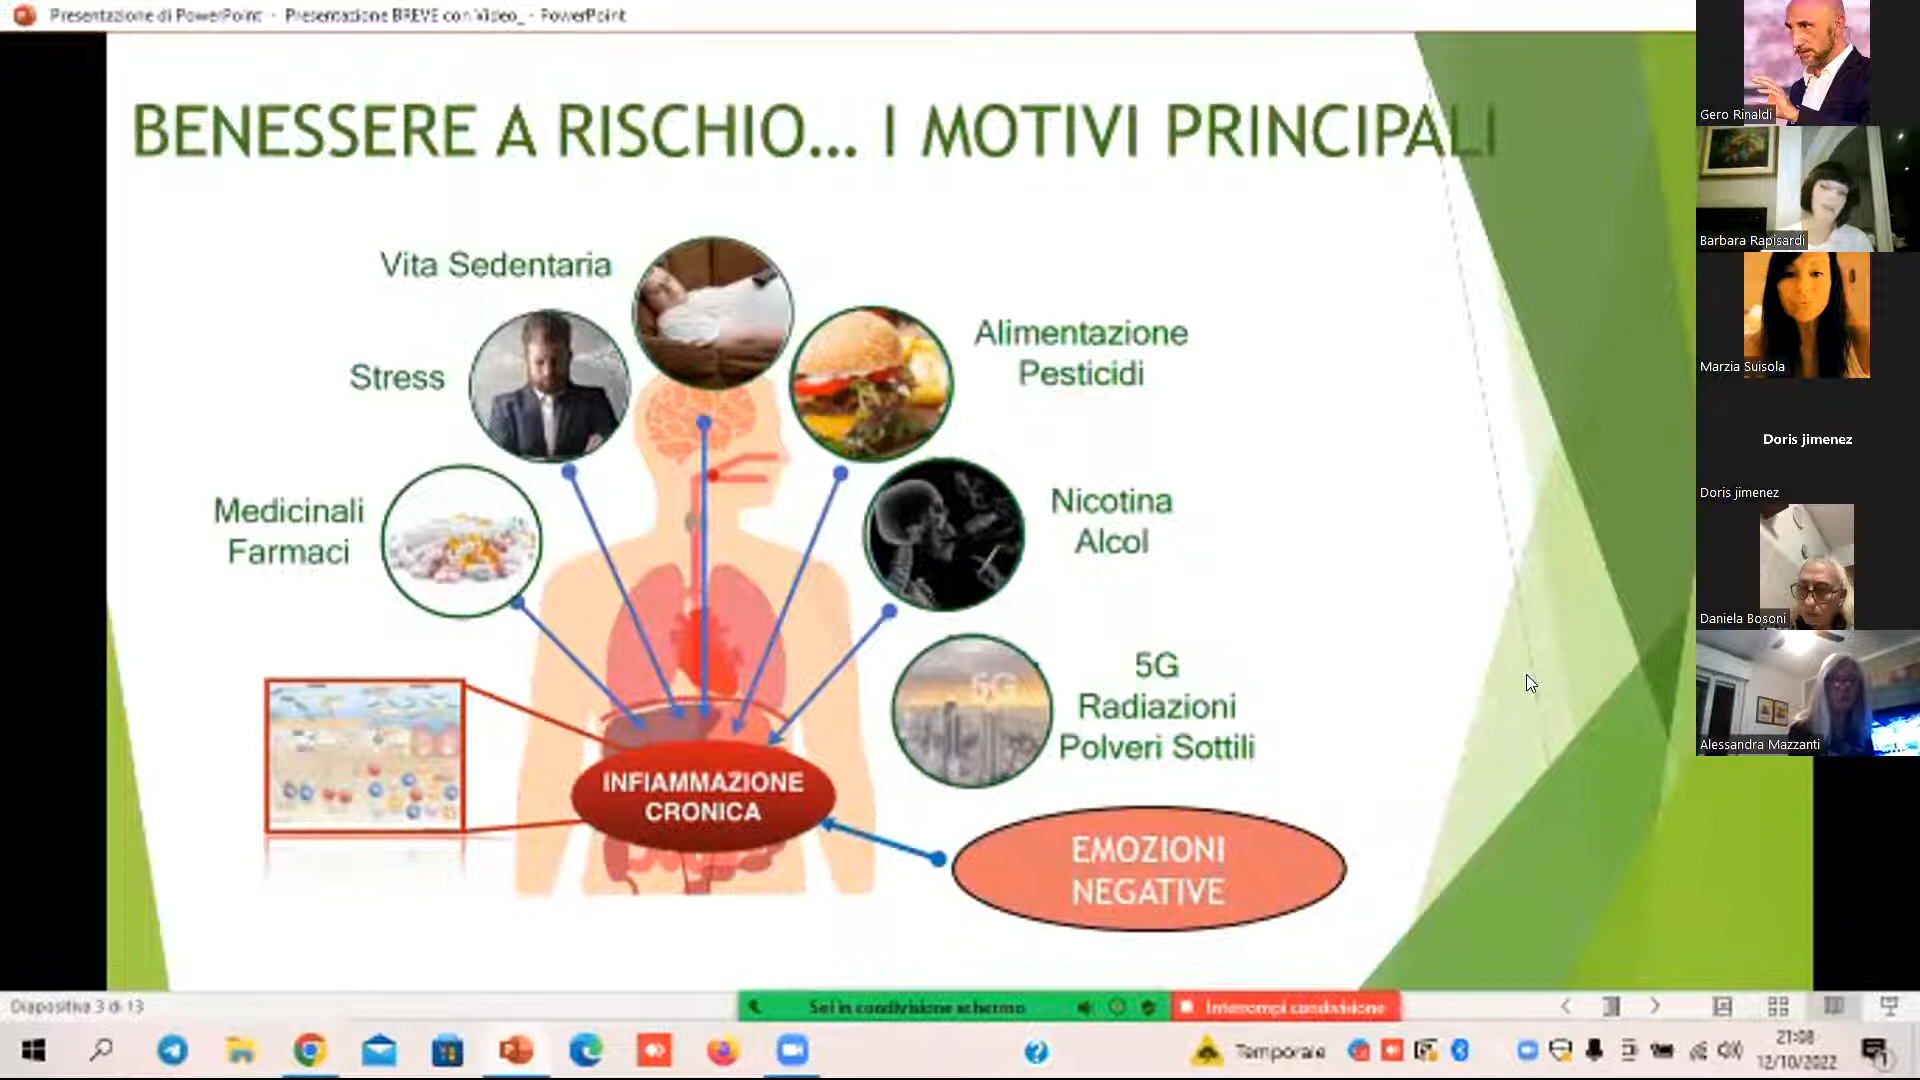 Presentazione di PowerPoint - Presentazione BREVE con Video_ - PowerPoint
BENESSERE A RISCHIO... I MOTIVI PRINCIPALI
Vita Sedentaria
Stress
Medicinali
Farmaci
Alimentazione
Pesticidi
Nicotina
Alcol
5G
5G
Radiazioni
Polveri Sottili
INFIAMMAZIONE
CRONICA
EMOZIONI
NEGATIVE
Gero Rinaldi
Barbara Rapisardi
Marzia Suisola
Doris jimenez
Doris jimenez
Daniela Bosoni
Alessandra Mazzanti
Diapositiva 3 di 13
Sei in condivisione schermo
Interrompi condivisione
Temporale
21:08
12/10/2022
1